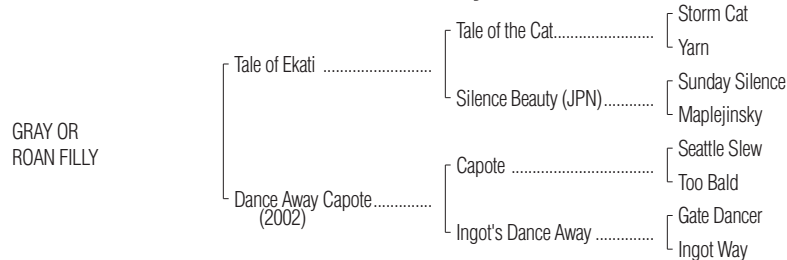 Storm Cat
Tale of the Cat........................
Yarn
Tale of Ekati ..........................
Sunday Silence
Silence Beauty (JPN)............
Maplejinsky
GRAY OR
ROAN FILLY
Seattle Slew
Capote ..................................
Too Bald
Dance Away Capote..............
(2002)
Gate Dancer
Ingot's Dance Away ..............
Ingot Way